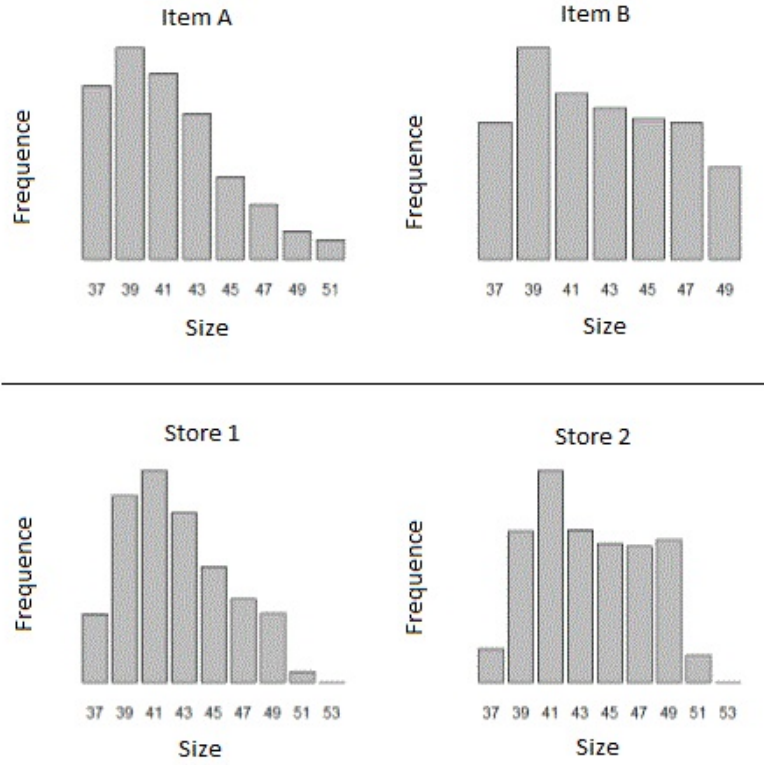 Item A
Frequence
37 39 41 43 45 47 49 51
Size
Item B
Frequence
37 39 41 43 45 47 49
Size
Store 1
Frequence
37 39 41 43 45 47 49 51 53
Size
Store 2
Frequence
37 39 41 43 45 47 49 51 53
Size